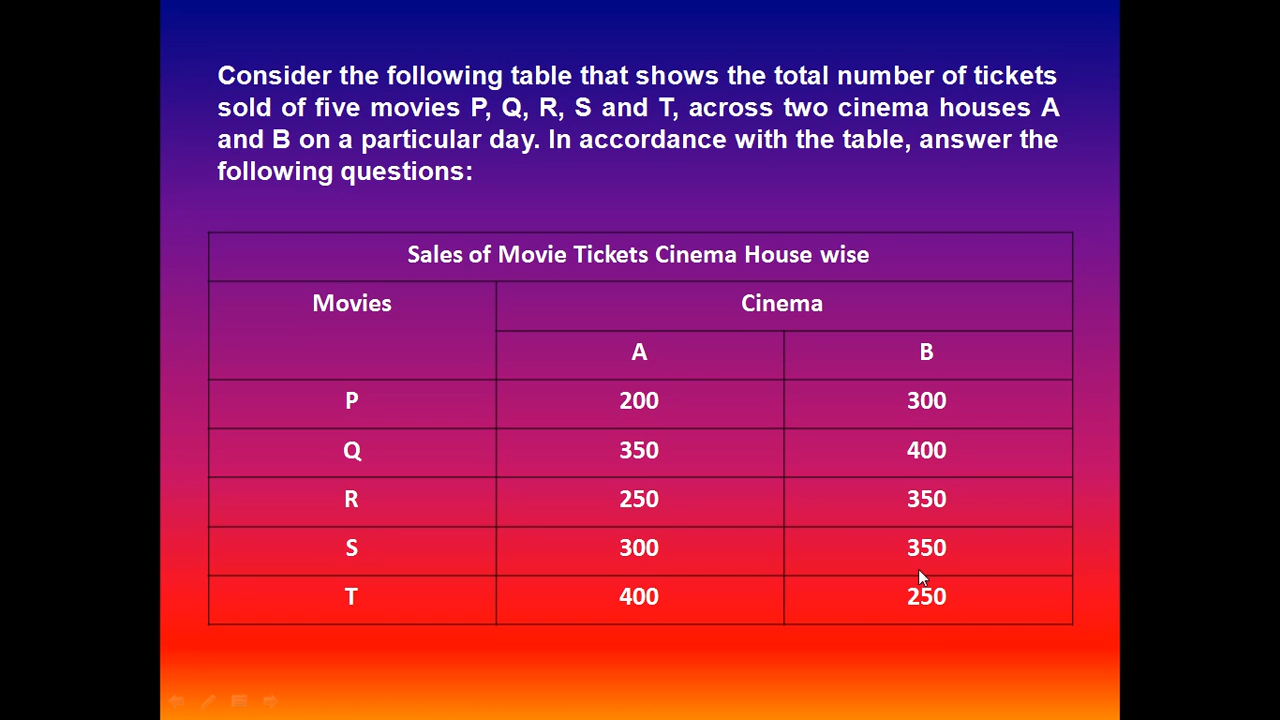 Consider the following table that shows the total number of tickets
sold of five movies P, Q, R, S and T, across two cinema houses A
and B on a particular day. In accordance with the table, answer the
following questions:
Sales of Movie Tickets Cinema House wise
Movies Cinema
A B
P 200 300
Q 350 400
R 250 350
S 300 350
T 400 250